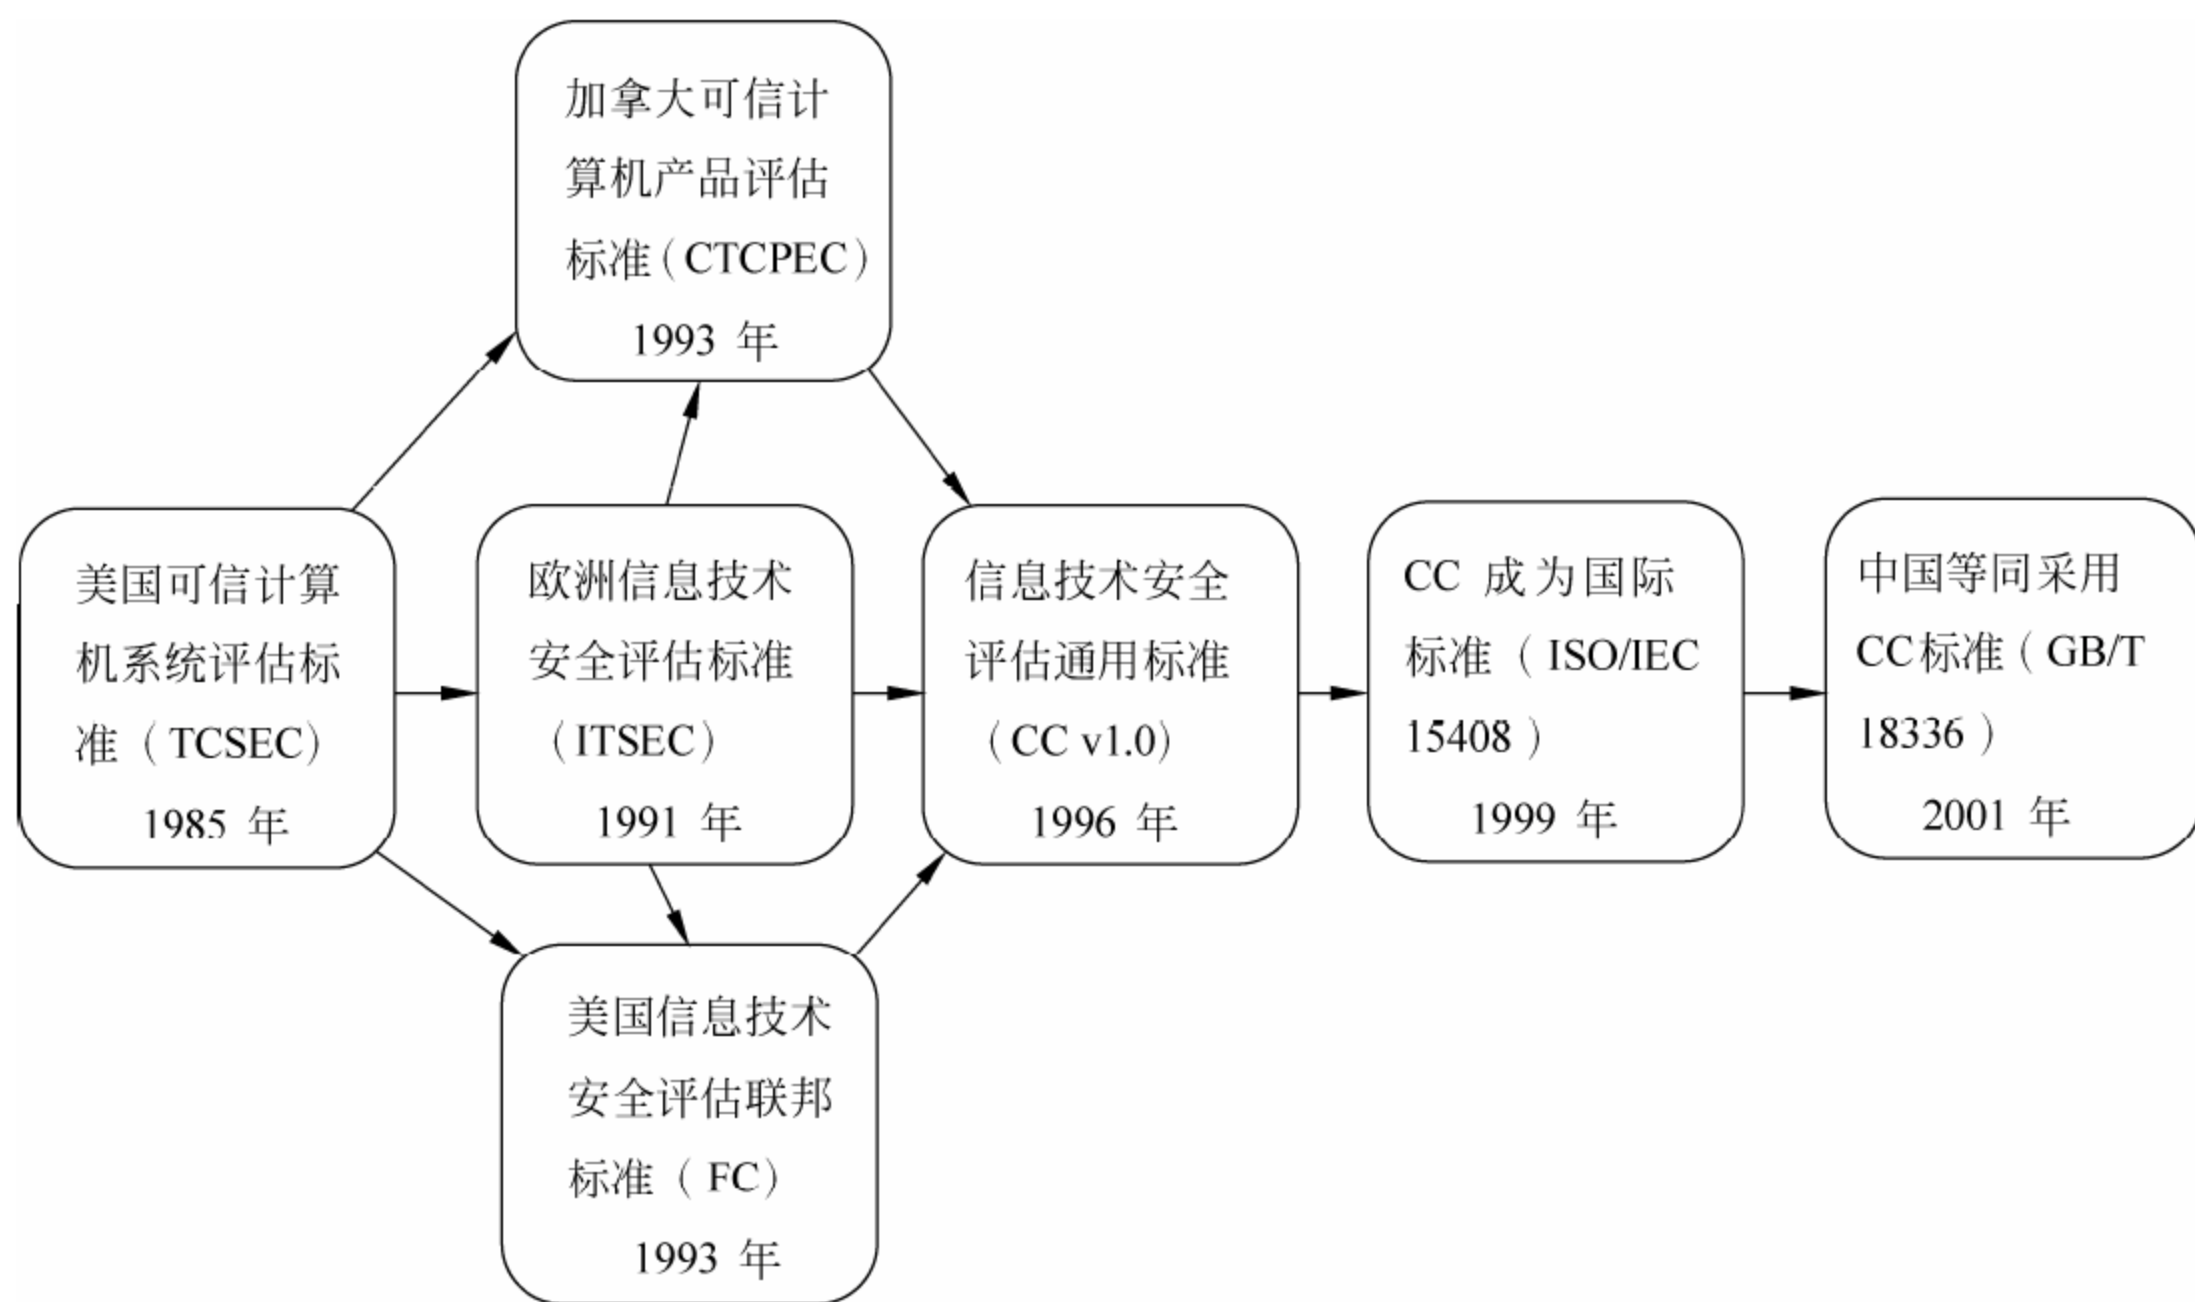 加拿大可信计
算机产品评估
标准（CTCPEC）
1993 年
美国可信计算
机系统评估标
准（TCSEC）
1985 年
欧洲信息技术
安全评估标准
（ITSEC）
1991 年
信息技术安全
评估通用标准
（CC v1.0）
1996 年
CC 成为国际
标准（ISO/IEC
15408）
1999 年
中国等同采用
CC标准（GB/T
18336）
2001 年
美国信息技术
安全评估联邦
标准（FC）
1993 年